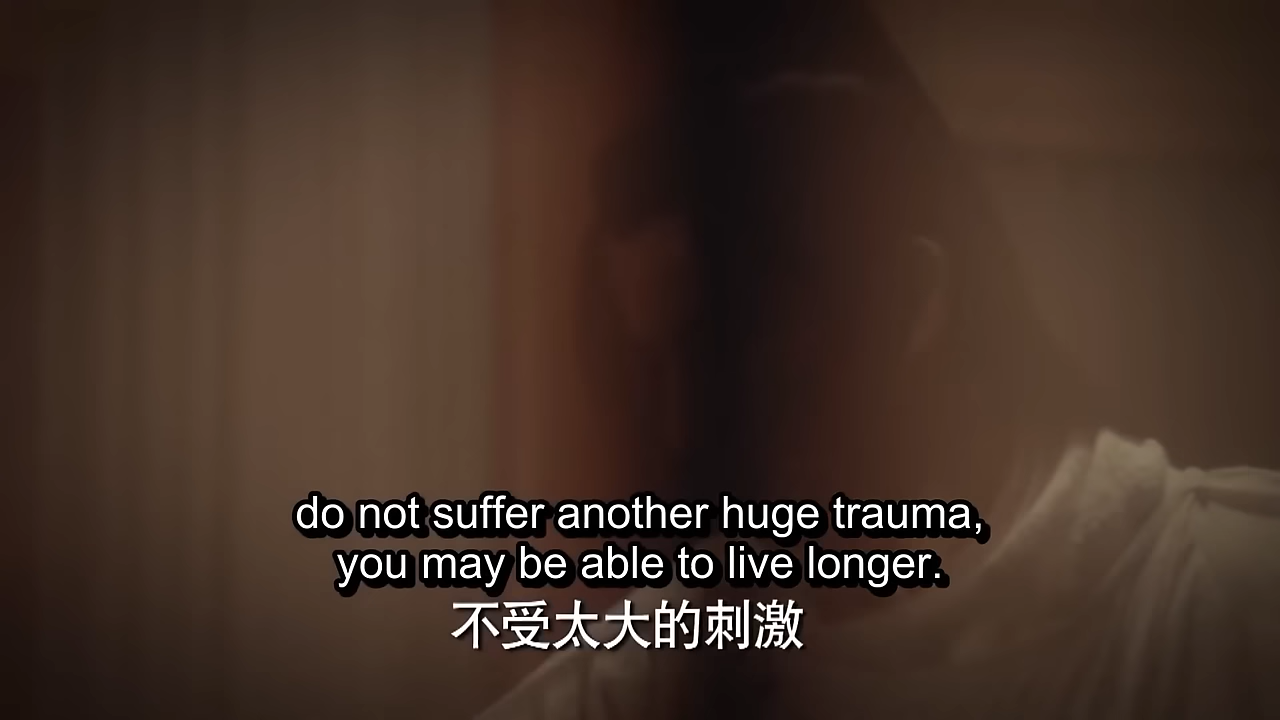 do not suffer another huge trauma,
you may be able to live longer.
不受太大的刺激